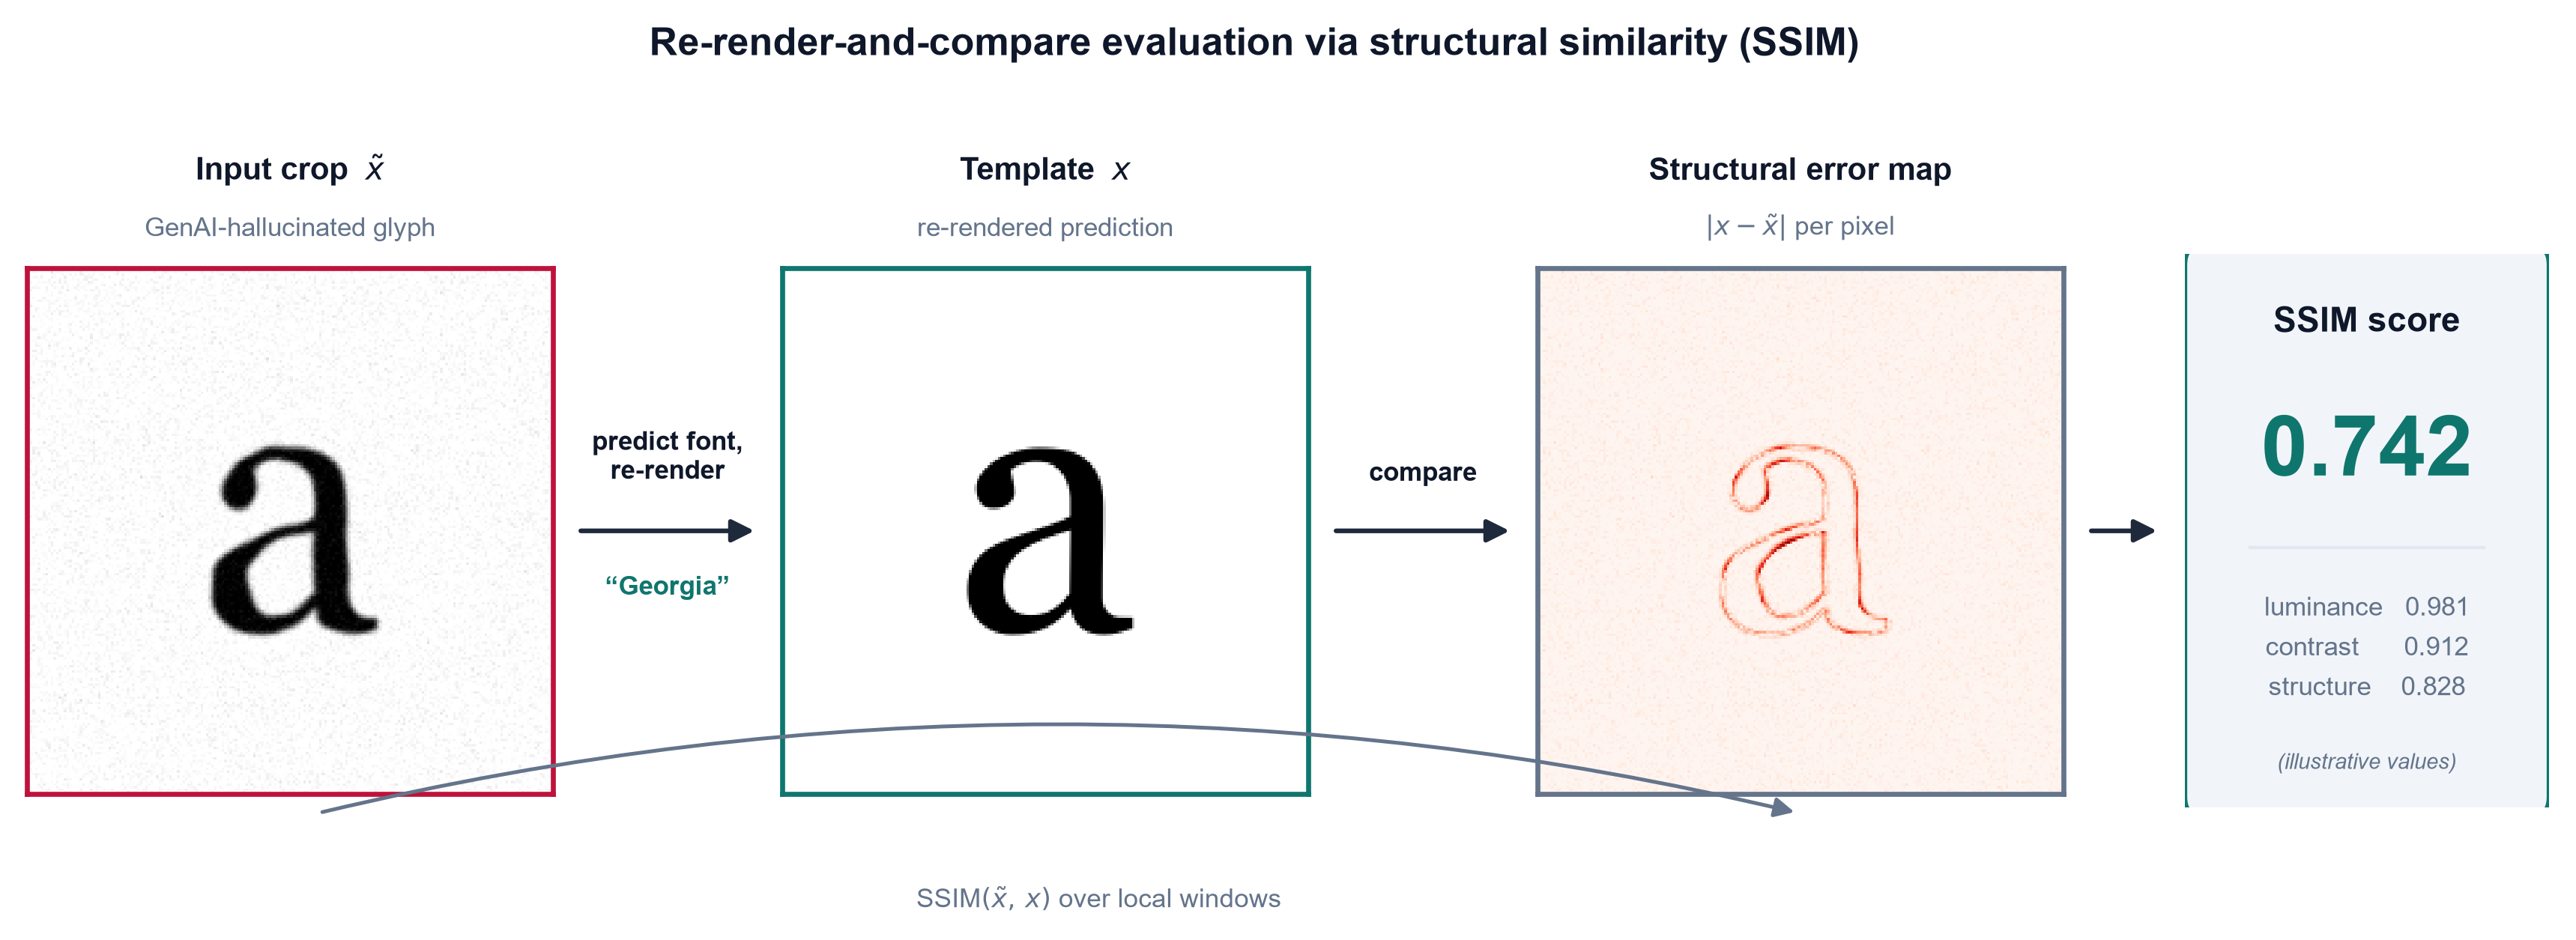 Re-render-and-compare evaluation via structural similarity (SSIM)
Input crop x̃
GenAI-hallucinated glyph
a
predict font,
re-render
“Georgia”
Template x
re-rendered prediction
a
compare
Structural error map
|x − x̃| per pixel
a
SSIM score
0.742
luminance 0.981
contrast 0.912
structure 0.828
(illustrative values)
SSIM(x̃, x) over local windows